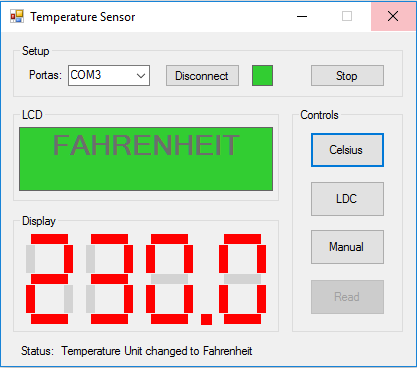 Temperature Sensor
Setup
Portas: COM3 Disconnect Stop
LCD
FAHRENHEIT
Controls
Celsius
LDC
Manual
Read
Display
230.0
Status: Temperature Unit changed to Fahrenheit